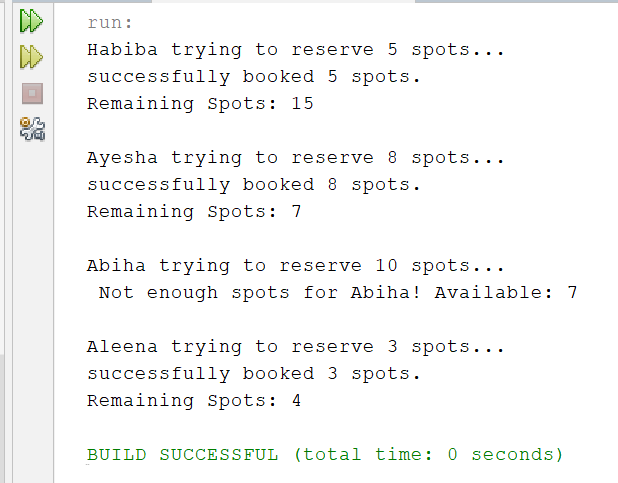 run:
Habiba trying to reserve 5 spots...
successfully booked 5 spots.
Remaining Spots: 15
Ayesha trying to reserve 8 spots...
successfully booked 8 spots.
Remaining Spots: 7
Abiha trying to reserve 10 spots...
Not enough spots for Abiha! Available: 7
Aleena trying to reserve 3 spots...
successfully booked 3 spots.
Remaining Spots: 4
BUILD SUCCESSFUL (total time: 0 seconds)